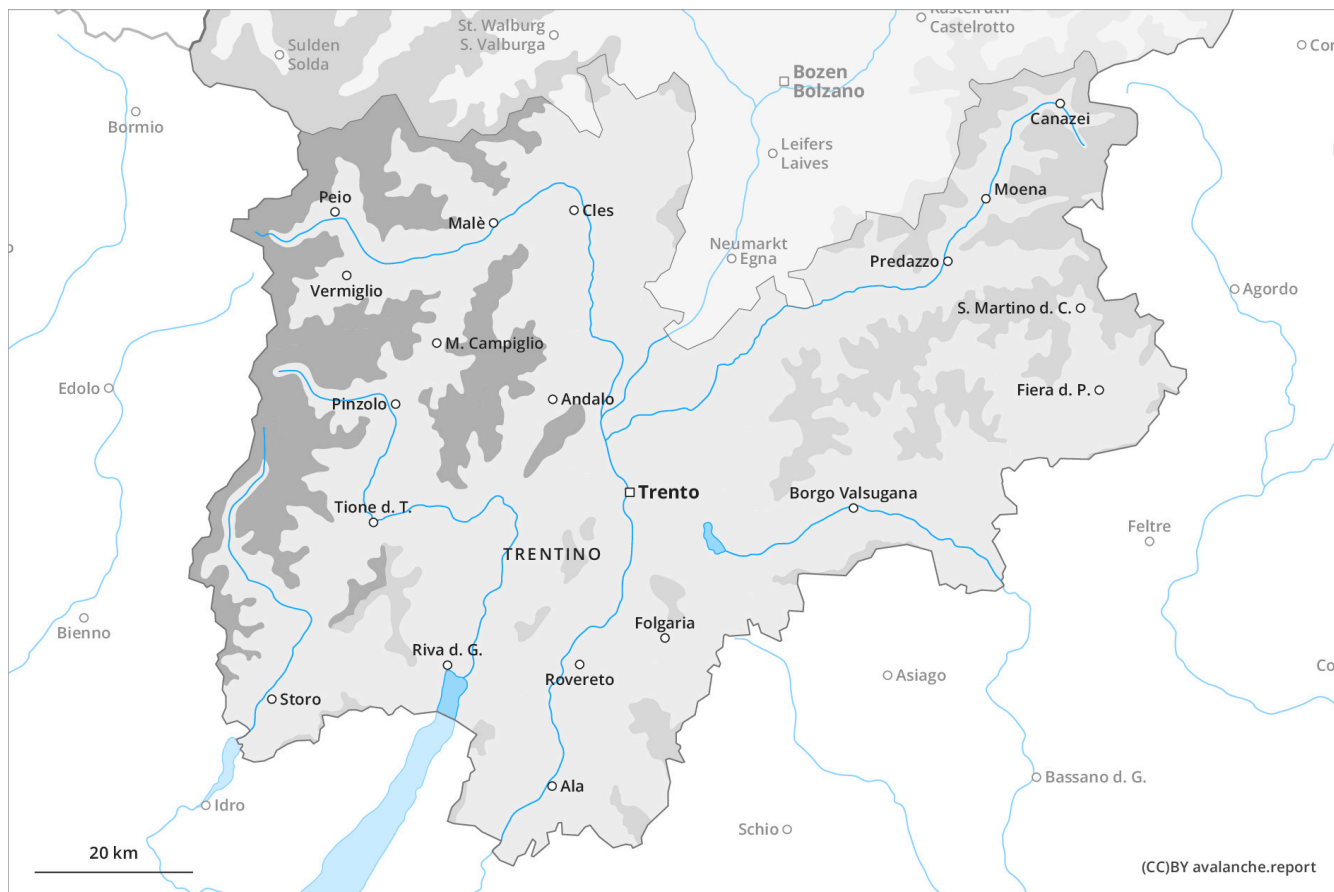 St. Walburg
S. Valburga
Kastelruth
Castelrotto
Sulden
Solda
Bozen
Bolzano
Bormio
Canazei
Leifers
Laives
Moena
Peio
Malè
Cles
Neumarkt
Egna
Predazzo
Vermiglio
Agordo
S. Martino d. C.
M. Campiglio
Edolo
Pinzolo
Andalo
Fiera d. P.
Trento
Borgo Valsugana
Tione d. T.
Feltre
TRENTINO
Bienno
Folgaria
Riva d. G.
Rovereto
Asiago
Storo
Idro
Ala
Bassano d. G.
Schio
20 km
(CC)BY avalanche.report